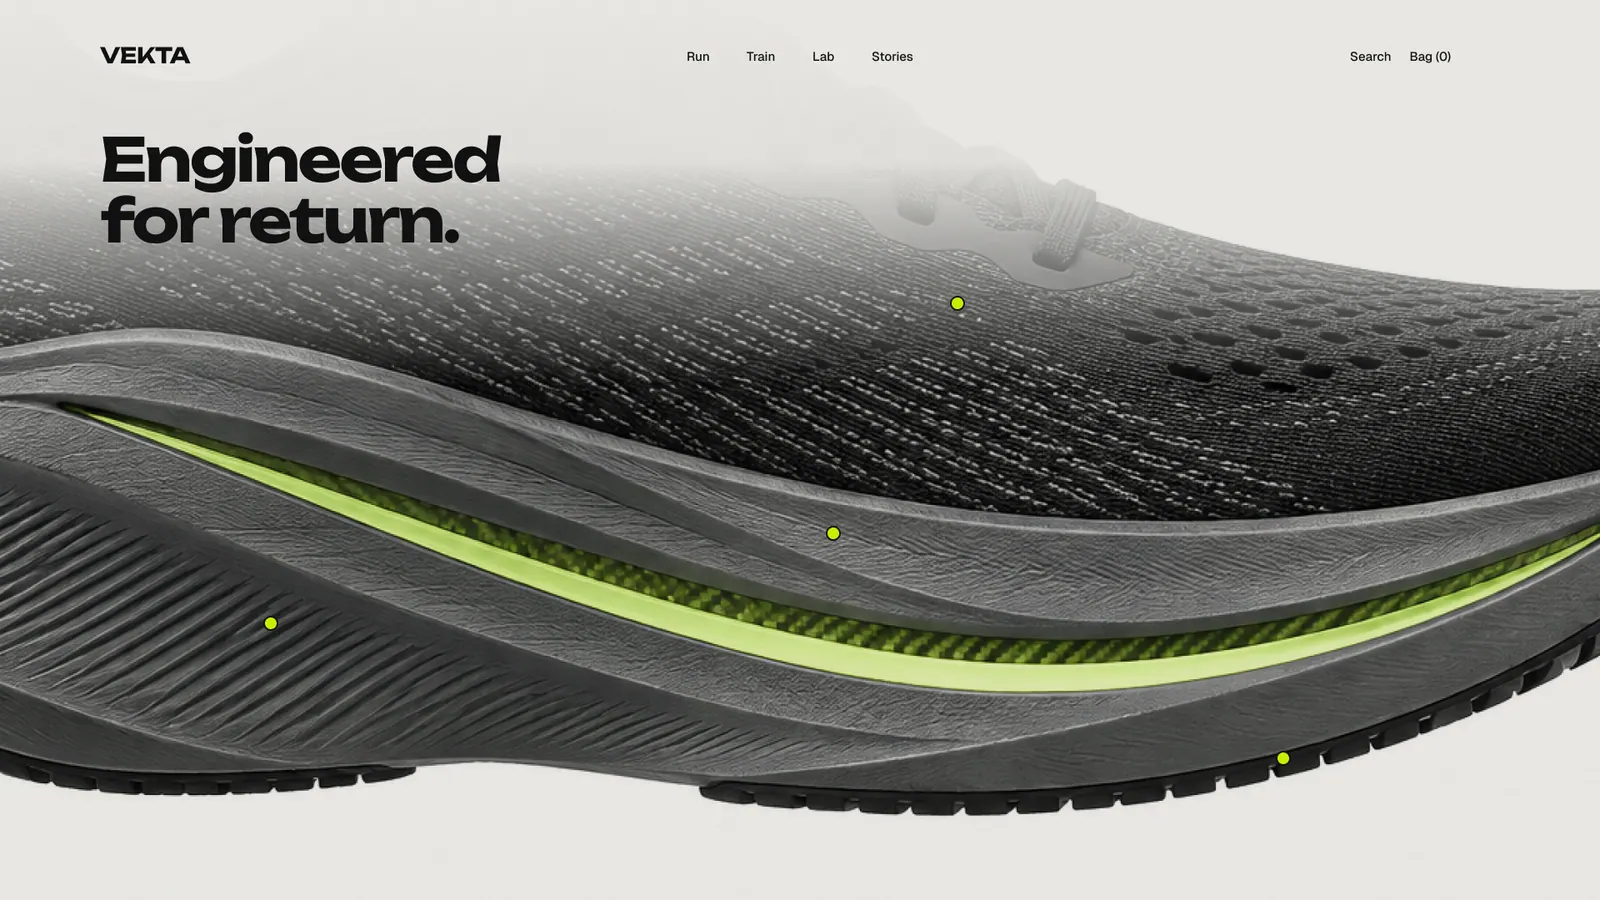 VEKTA
Run
Train
Lab
Stories
Search
Bag (0)
Engineered
for return.